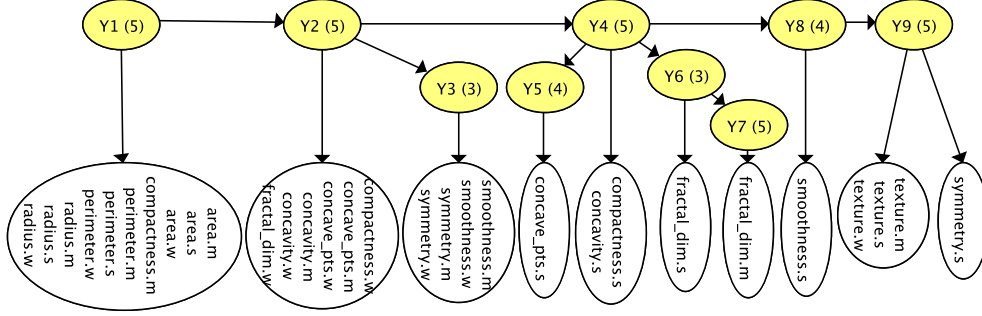 Y1 (5)
Y2 (5)
Y4 (5)
Y8 (4)
Y9 (5)
Y3 (3)
Y5 (4)
Y6 (3)
Y7 (5)
area.m
area.s
area.w
compactness.m
perimeter.m
perimeter.s
perimeter.w
radius.m
radius.s
radius.w
compactness.w
concave_pts.m
concave_pts.w
concavity.m
concavity.w
fractal_dim.w
smoothness.m
smoothness.w
symmetry.m
symmetry.w
concave_pts.s
compactness.s
concavity.s
fractal_dim.s
fractal_dim.m
smoothness.s
texture.m
texture.s
texture.w
symmetry.s